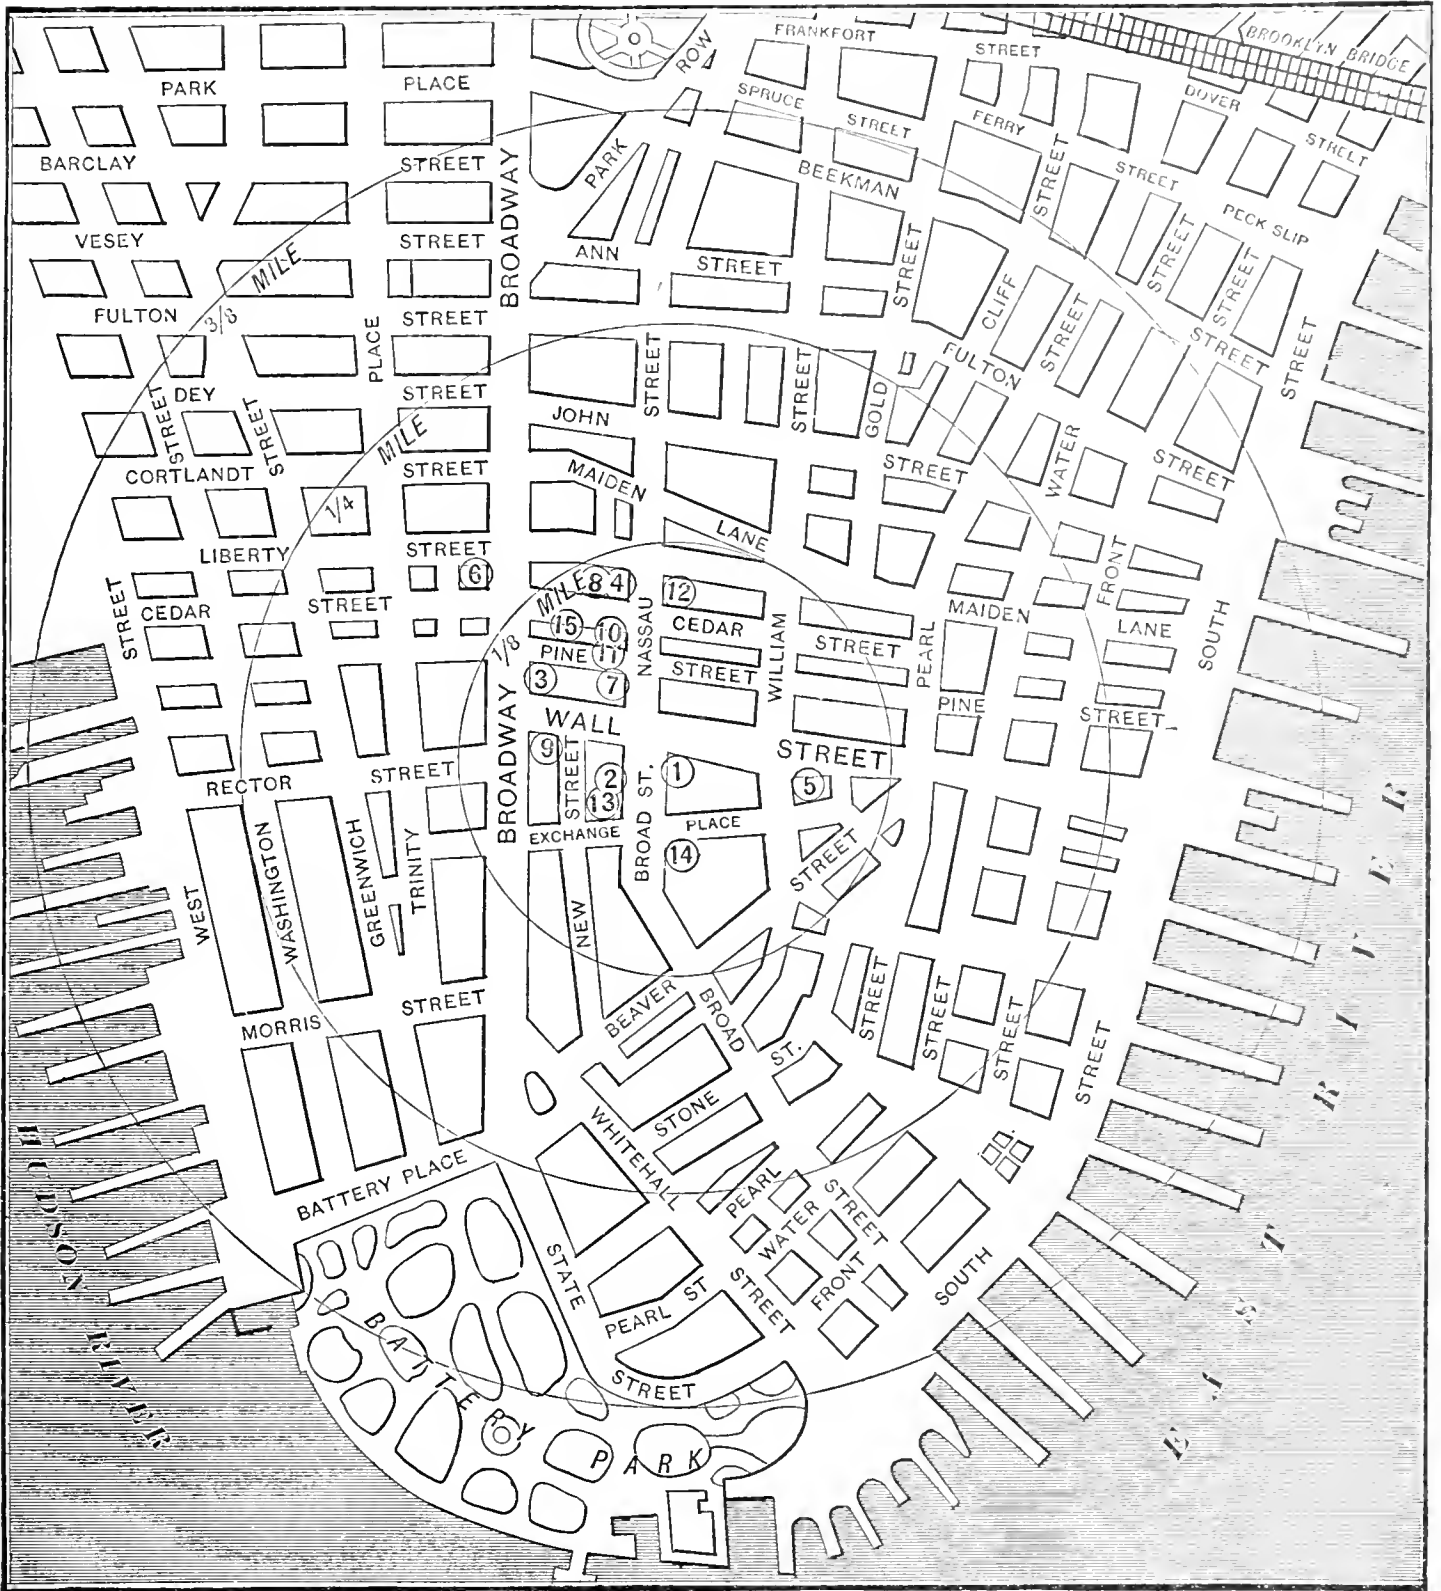 FRANKFORT STREET
BROOKLYN BRIDGE
ROW
PARK PLACE
SPRUCE STREET
DOVER STREET
FERRY STREET
BARCLAY STREET
BROADWAY
PARK
BEEKMAN STREET
PECK SLIP
VESEY STREET
ANN STREET
STREET
CLIFF STREET
STREET
STREET
MILE
3/8
FULTON STREET
PLACE
STREET
STREET
GOLD
FULTON STREET
STREET
DEY STREET
STREET
STREET
JOHN STREET
MILE
1/4
CORTLANDT STREET
MAIDEN LANE
WATER
STREET
LIBERTY STREET
6
MILE
8 4
12
FRONT
STREET
CEDAR STREET
1/8
15
10
11
NASSAU
CEDAR STREET
WILLIAM
PEARL
MAIDEN LANE
SOUTH
PINE STREET
3
7
PINE STREET
BROADWAY
WALL STREET
9
STREET
2
13
BROAD ST.
1
5
RECTOR STREET
EXCHANGE PLACE
14
STREET
WEST
WASHINGTON
GREENWICH
TRINITY
NEW
MORRIS STREET
BEAVER
BROAD
ST.
STREET
STREET
STREET
STREET
STONE
WHITEHALL
BATTERY PLACE
PEARL
WATER
STREET
FRONT
STREET
SOUTH
STATE
PEARL ST
STREET
HUDSON RIVER
EAST RIVER
BATTERY PARK